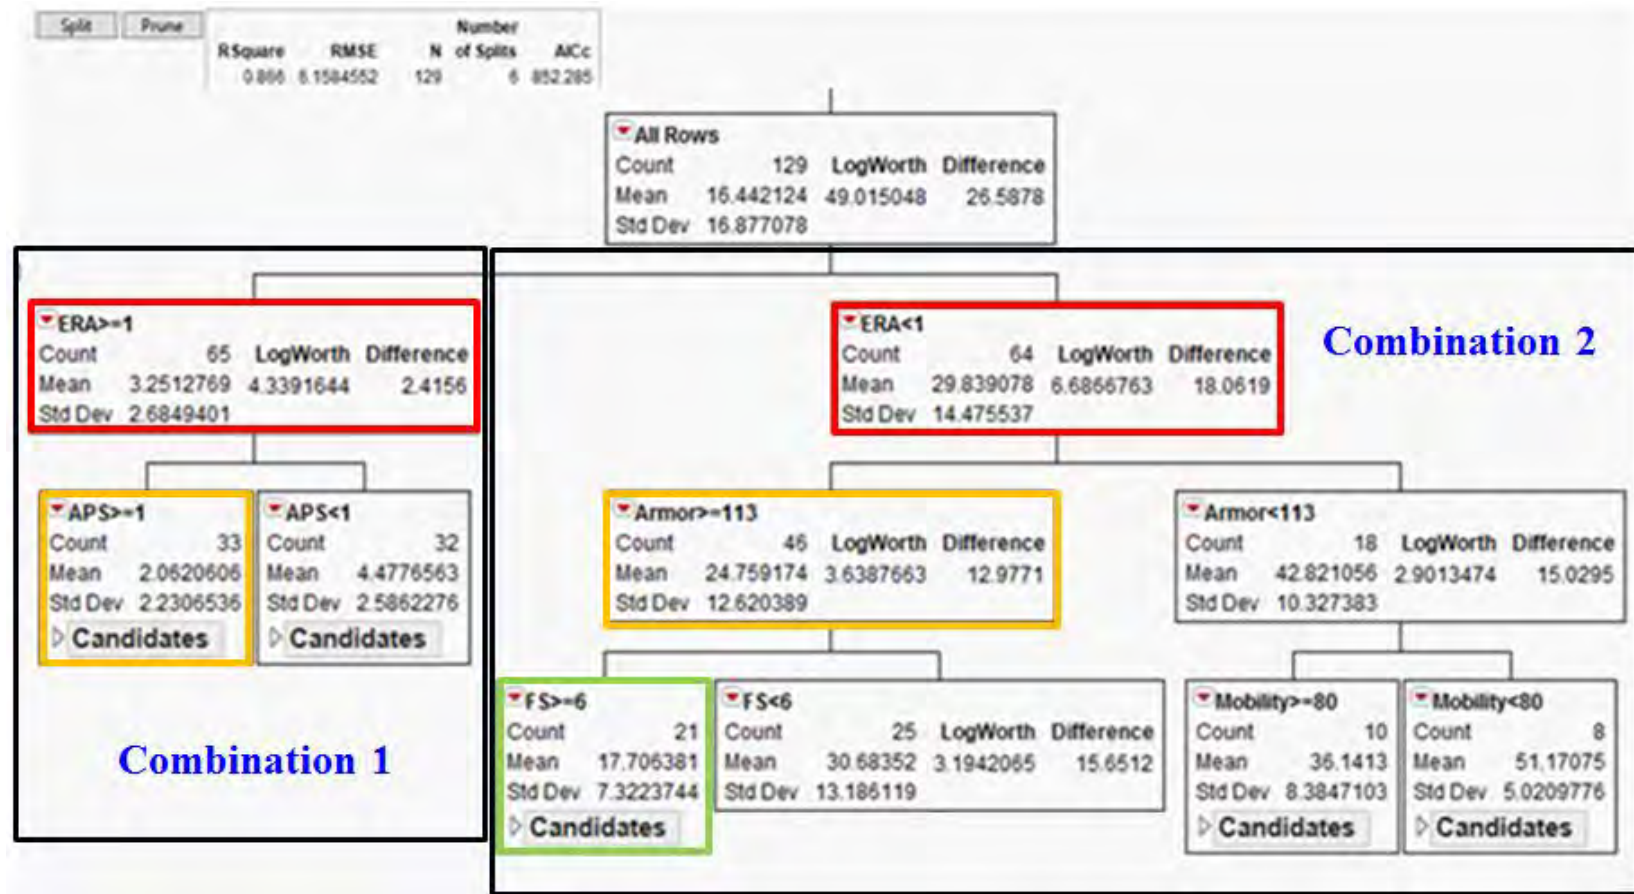 Split Prune
Number
RSquare RMSE N of Splits AICc
0.866 6.1584552 129 6 852.285
All Rows
Count 129 LogWorth Difference
Mean 16.442124 49.015048 26.5878
Std Dev 16.877078
ERA>=1
Count 65 LogWorth Difference
Mean 3.2512769 4.3391644 2.4156
Std Dev 2.6849401
ERA<1
Count 64 LogWorth Difference
Mean 29.839078 6.6866763 18.0619
Std Dev 14.475537
Combination 2
APS>=1
Count 33
Mean 2.0620606
Std Dev 2.2306536
Candidates
APS<1
Count 32
Mean 4.4776563
Std Dev 2.5862276
Candidates
Armor>=113
Count 46 LogWorth Difference
Mean 24.759174 3.6387663 12.9771
Std Dev 12.620389
Armor<113
Count 18 LogWorth Difference
Mean 42.821056 2.9013474 15.0295
Std Dev 10.327383
Combination 1
FS>=6
Count 21
Mean 17.706381
Std Dev 7.3223744
Candidates
FS<6
Count 25 LogWorth Difference
Mean 30.68352 3.1942065 15.6512
Std Dev 13.186119
Mobility>=80
Count 10
Mean 36.1413
Std Dev 8.3847103
Candidates
Mobility<80
Count 8
Mean 51.17075
Std Dev 5.0209776
Candidates